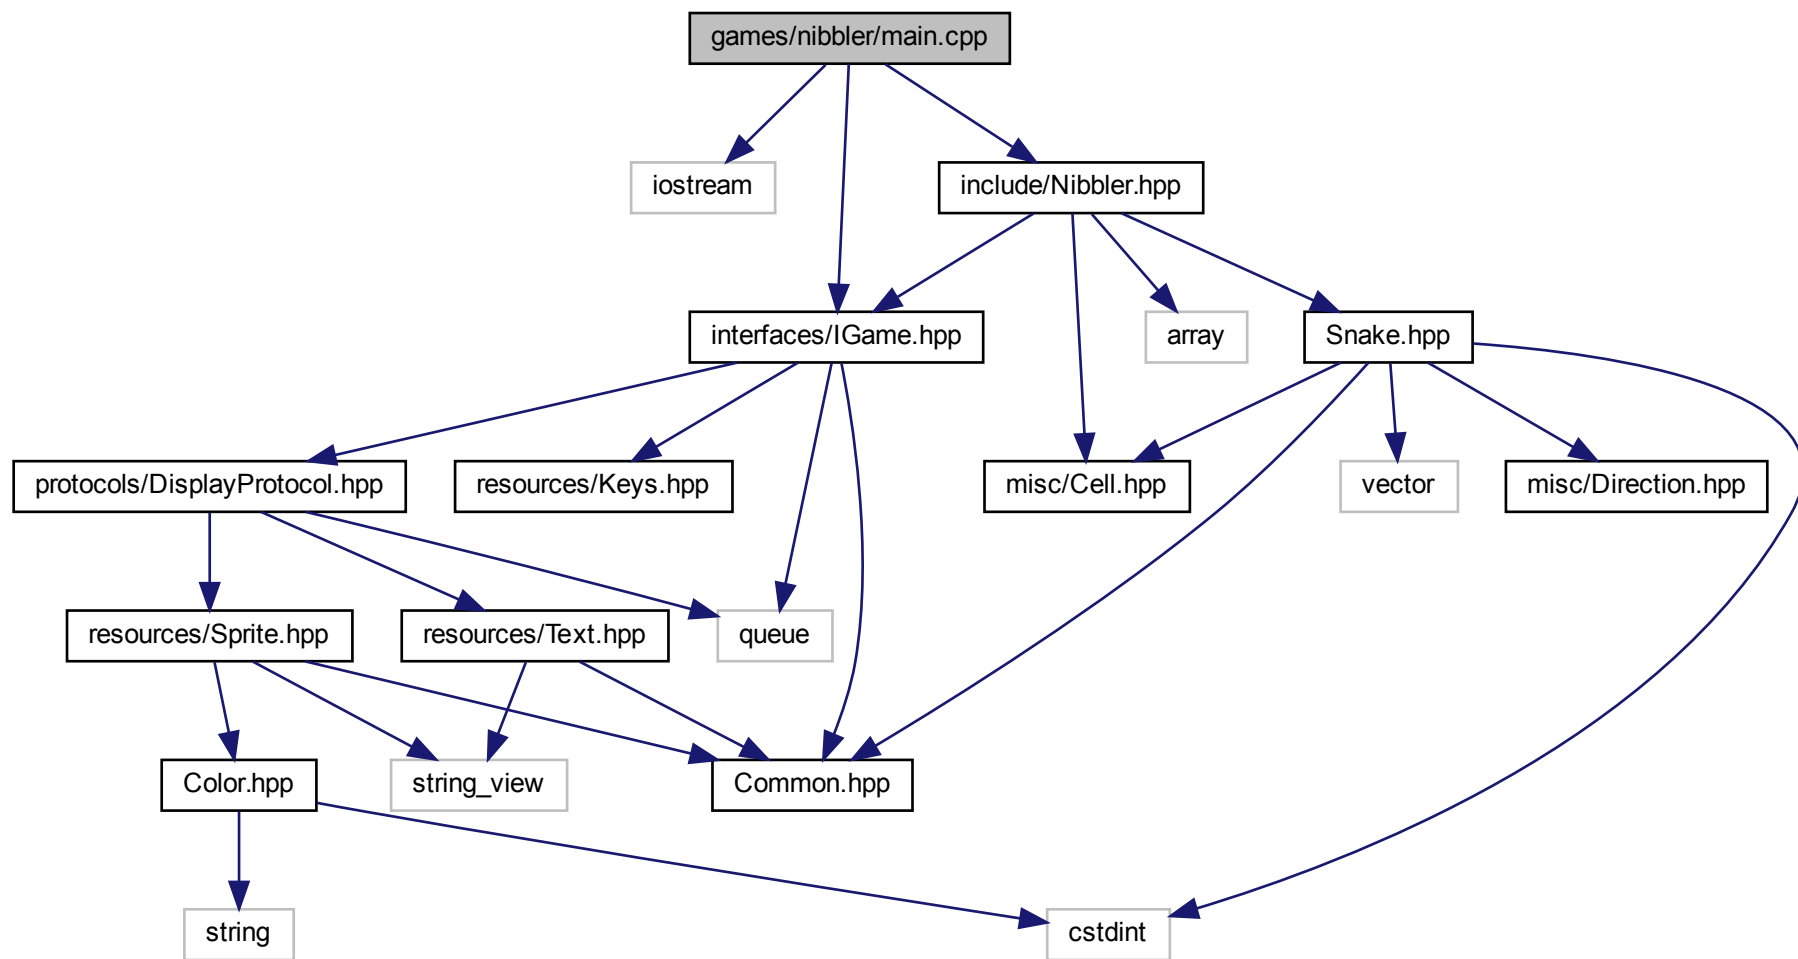 games/nibbler/main.cpp
iostream
include/Nibbler.hpp
interfaces/IGame.hpp
array
Snake.hpp
protocols/DisplayProtocol.hpp
resources/Keys.hpp
misc/Cell.hpp
vector
misc/Direction.hpp
resources/Sprite.hpp
resources/Text.hpp
queue
Color.hpp
string_view
Common.hpp
string
cstdint